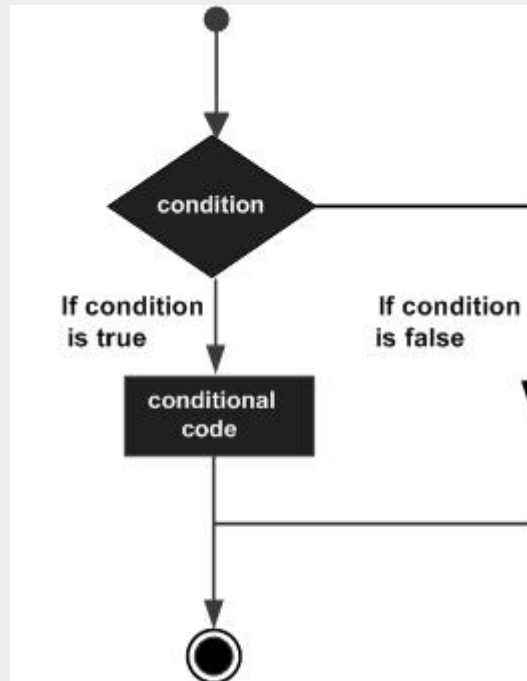 condition
If condition
is true
If condition
is false
conditional
code